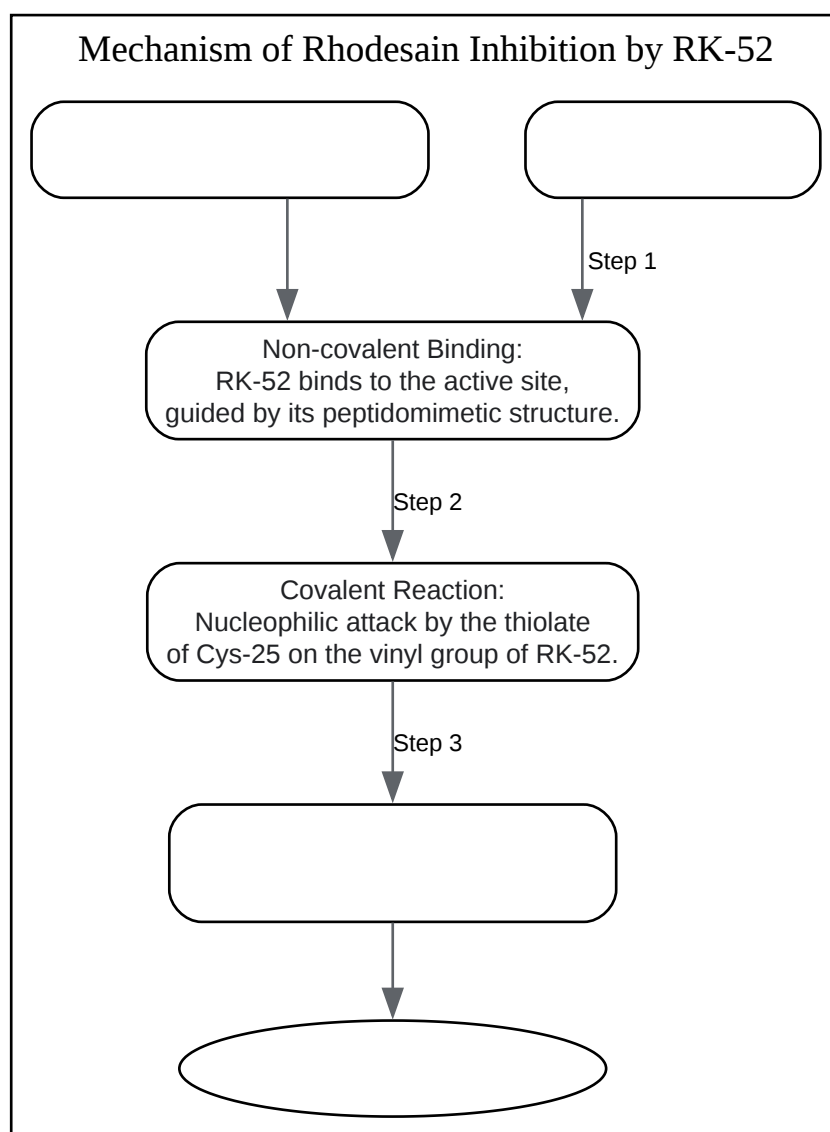 Mechanism of Rhodesain Inhibition by RK-52
Step 1
Non-covalent Binding:
RK-52 binds to the active site,
guided by its peptidomimetic structure.
Step 2
Covalent Reaction:
Nucleophilic attack by the thiolate
of Cys-25 on the vinyl group of RK-52.
Step 3